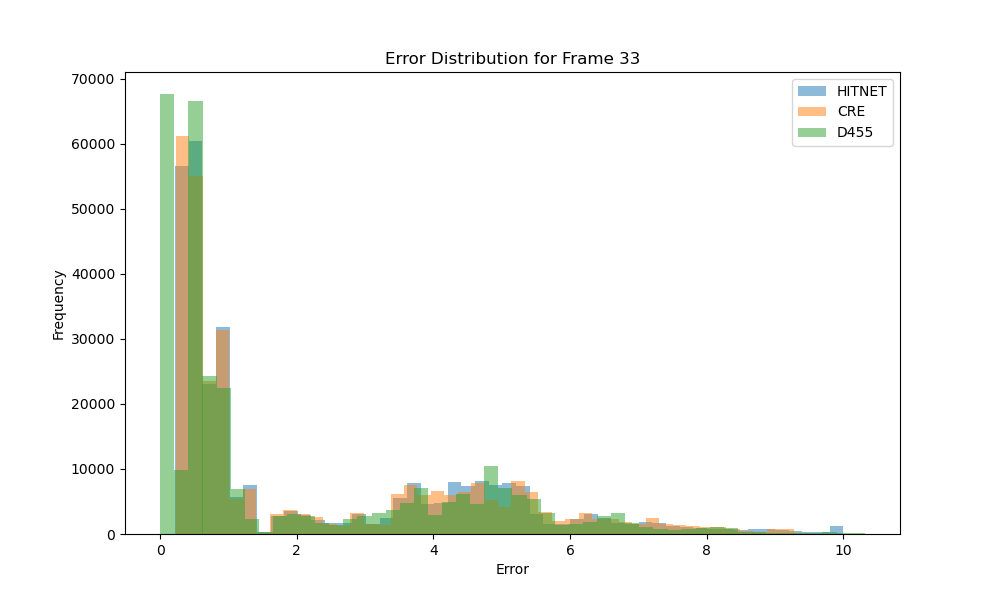 Error Distribution for Frame 33
HITNET
CRE
D455
70000
60000
50000
40000
30000
20000
10000
0
Frequency
0 2 4 6 8 10
Error